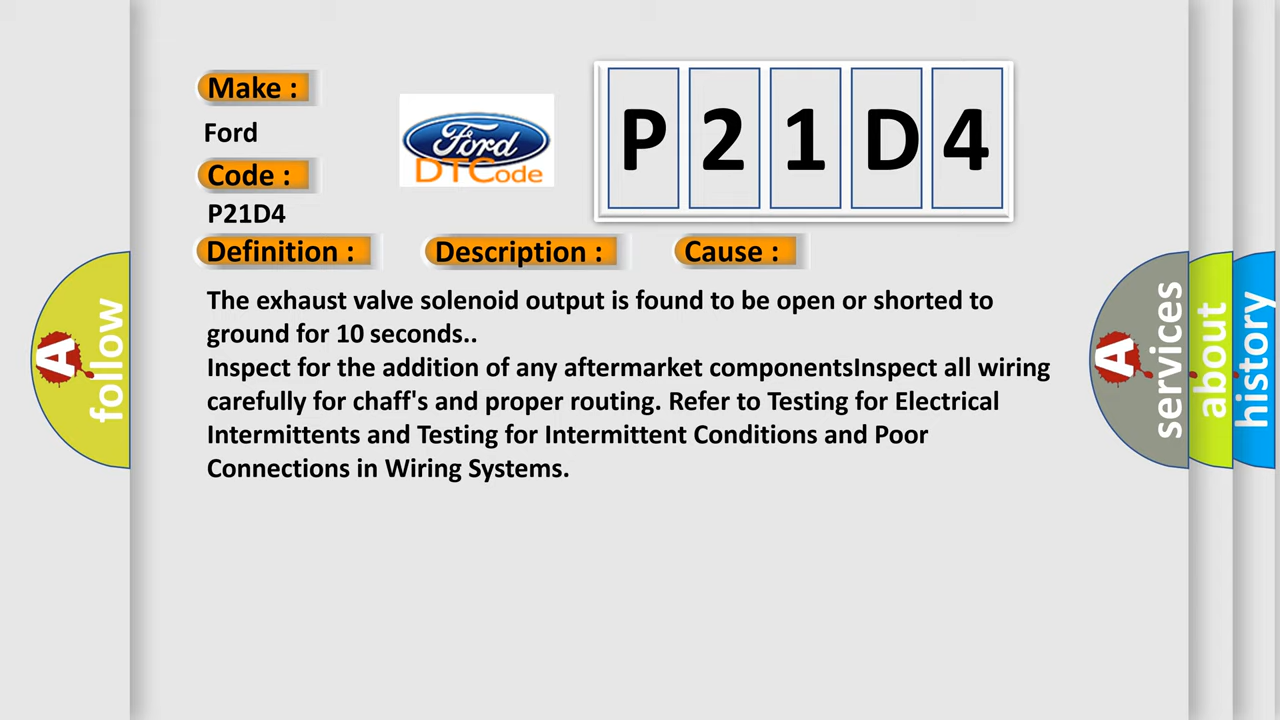 Make :
Ford
Code :
P21D4
Ford
DTCode
P21D4
Definition :
Description :
Cause :
The exhaust valve solenoid output is found to be open or shorted to
ground for 10 seconds..
Inspect for the addition of any aftermarket componentsInspect all wiring
carefully for chaff's and proper routing. Refer to Testing for Electrical
Intermittents and Testing for Intermittent Conditions and Poor
Connections in Wiring Systems.
A follow
A services
about
history